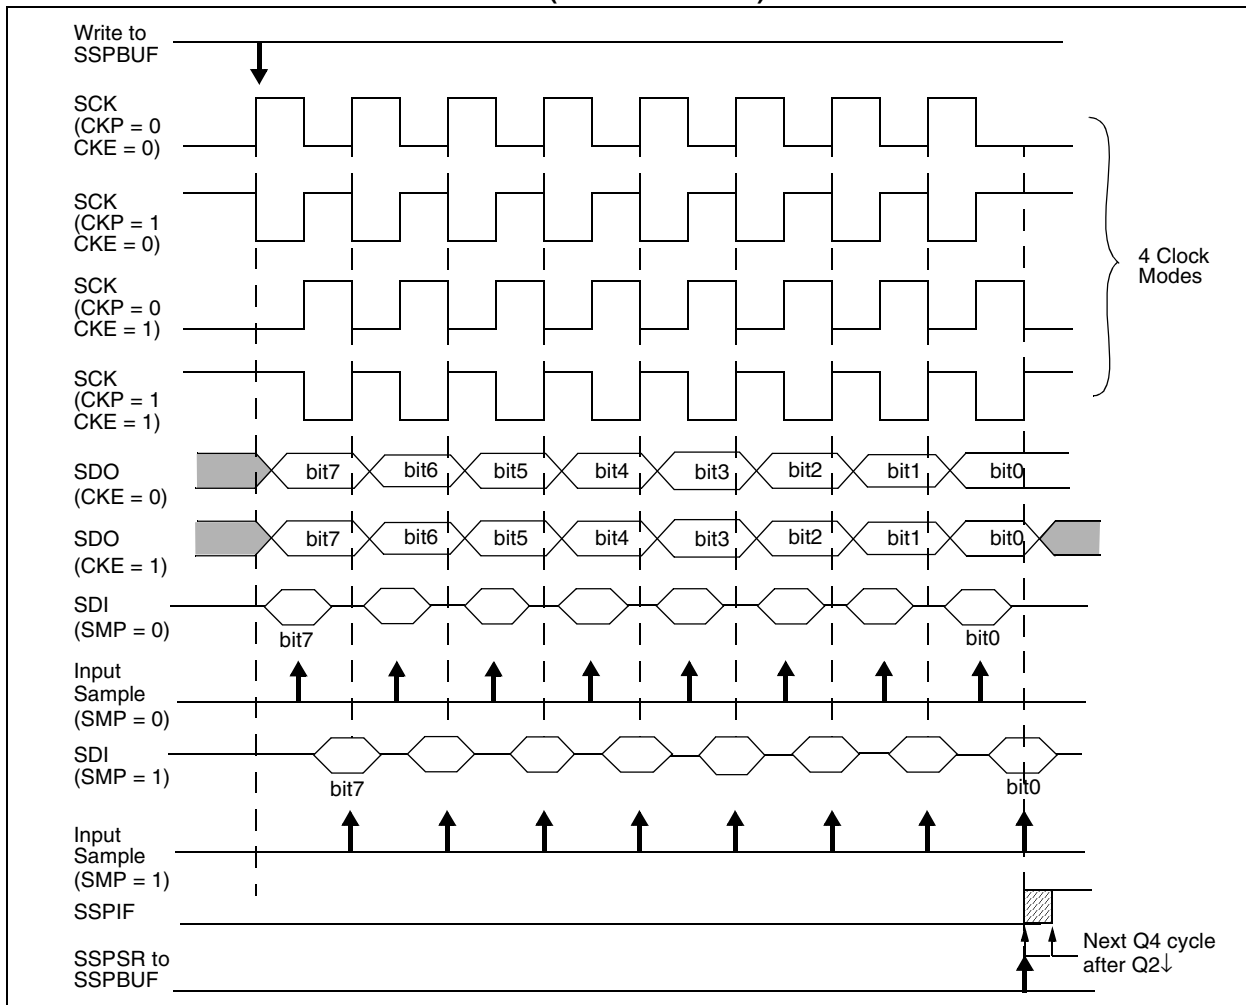 Write to
SSPBUF
SCK
(CKP = 0
CKE = 0)
SCK
(CKP = 1
CKE = 0)
SCK
(CKP = 0
CKE = 1)
SCK
(CKP = 1
CKE = 1)
4 Clock
Modes
SDO
(CKE = 0)
bit7 bit6 bit5 bit4 bit3 bit2 bit1 bit0
SDO
(CKE = 1)
bit7 bit6 bit5 bit4 bit3 bit2 bit1 bit0
SDI
(SMP = 0)
bit7 bit0
Input
Sample
(SMP = 0)
SDI
(SMP = 1)
bit7 bit0
Input
Sample
(SMP = 1)
SSPIF
SSPSR to
SSPBUF
Next Q4 cycle
after Q2↓